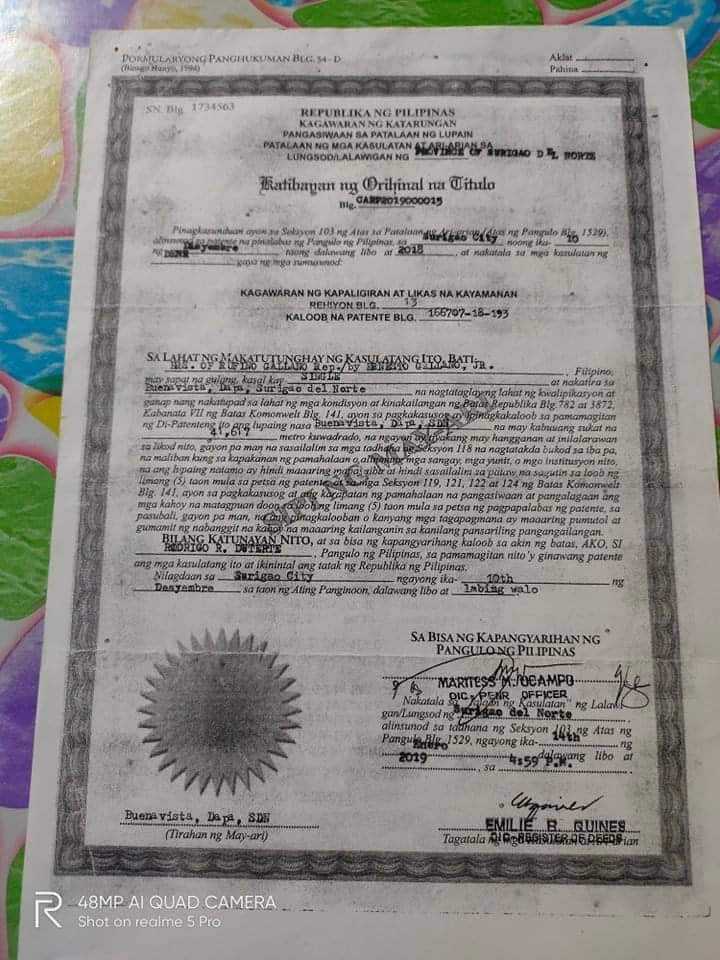 PORMULARYONG PANGHUKUMAN BLG. 54 - D
(Binago Mayo, 1994)
Aklat
Pahina
SN. Blg. 1734563
REPUBLIKA NG PILIPINAS
KAGAWARAN NG KATARUNGAN
PANGASIWAAN SA PATALAAN NG LUPAIN
PATALAAN NG MGA KASULATAN AT ARI-ARIAN SA
LUNGSOD/LALAWIGAN NG PROVINCE OF SURIGAO DEL NORTE
Katibayan ng Orihinal na Titulo
Blg. CARP2019000015
Pinagkasunduan ayon sa Seksyon 103 ng Atas sa Patalaan ng Ari-arian (Atas ng Pangulo Blg. 1529),
alinsunod sa patente na pinalabas ng Pangulo ng Pilipinas, sa Surigao City noong ika- 10
ng Desyembre taong dalawang libo at 2018, at nakatala sa mga kasulatan ng
DENR gaya ng mga sumusunod:
KAGAWARAN NG KAPALIGIRAN AT LIKAS NA KAYAMANAN
REHIYON BLG. 13
KALOOB NA PATENTE BLG. 166707-18-193
SA LAHAT NG MAKATUTUNGHAY NG KASULATANG ITO, BATI:
HRS. OF RUFINO GALLANO Rep./by ERNESTO GALLANO, JR. , Filipino,
may sapat na gulang, kasal kay SINGLE at nakatira sa
Buenavista, Dapa, Surigao del Norte na nagtataglayng lahat ng kwalipikasyon at
ganap nang nakatupad sa lahat ng mga kondisyon at kinakailangan ng Batas Republika Blg. 782 at 3872,
Kabanata VII ng Batas Komonwelt Blg. 141, ayon sa pagkakasusog ay ipinagkakaloob sa pamamagitan
ng Di-Patenteng ito ang lupaing nasa Buenavista, Dapa, SDN na may kabuuang sukat na
41,617 metro kuwadrado, na ngayon ay tiyakang may hangganan at inilalarawan
sa likod nito, gayon pa man na sasailalim sa mga tadhana ng Seksyon 118 na nagtatakda bukod sa iba pa,
na maliban kung sa kapakanan ng pamahalaan o alinmang mga sangay, mga yunit, o mgo institusyon nito,
na ang lupaing natamo ay hindi maaaring mapasalibo at hindi sasailalim sa pataw na sagutin sa loob ng
limang (5) taon mula sa petsa ng patente at sa mga Seksyon 119, 121, 122 at 124 ng Batas Komonwelt
Blg. 141, ayon sa pagkakasusog at ang karapatan ng pamahalaan na pangasiwaan at pangalagaan ang
mga kahoy na matagpuan doon sa loob ng limang (5) taon mula sa petsa ng pagpapalabas ng patente, sa
pasubali, gayon pa man, na ang pinagkalooban o kanyang mga tagapagmana ay maaaring pumutol at
gumamit ng nabanggit na kahoy na maaaring kailanganin sa kanilang pansariling pangangailangan.
BILANG KATUNAYAN NITO, at sa bisa ng kapangyarihang kaloob sa akin ng batas, AKO, SI
RODRIGO R. DUTERTE , Pangulo ng Pilipinas, sa pamamagitan nito'y ginawang patente
ang mga kasulatang ito at ikinintal ang tatak ng Republika ng Pilipinas.
Nilagdaan sa Surigao City ngayong ika- 10th ng
Desyembre sa taon ng Ating Panginoon, dalawang libo at labing walo
SA BISA NG KAPANGYARIHAN NG
PANGULO NG PILIPINAS
MARITESS M. OCAMPO
OIC - PENR OFFICER
Nakatala sa "Talaan ng Kasulatan" ng Lalawi-
gan/Lungsod ng Surigao del Norte
alinsunod sa tadhana ng Seksyon 103 ng Atas ng
Pangulo Blg. 1529, ngayong ika- 14th ng
Enero dalawang libo at
2019, sa 4:59 P.M.
Buenavista, Dapa, SDN
(Tirahan ng May-ari)
EMILIE R. GUINES
Tagatala ng mga Kasulatan at Ari-arian
OIC-REGISTER OF DEEDS
48MP AI QUAD CAMERA
Shot on realme 5 Pro